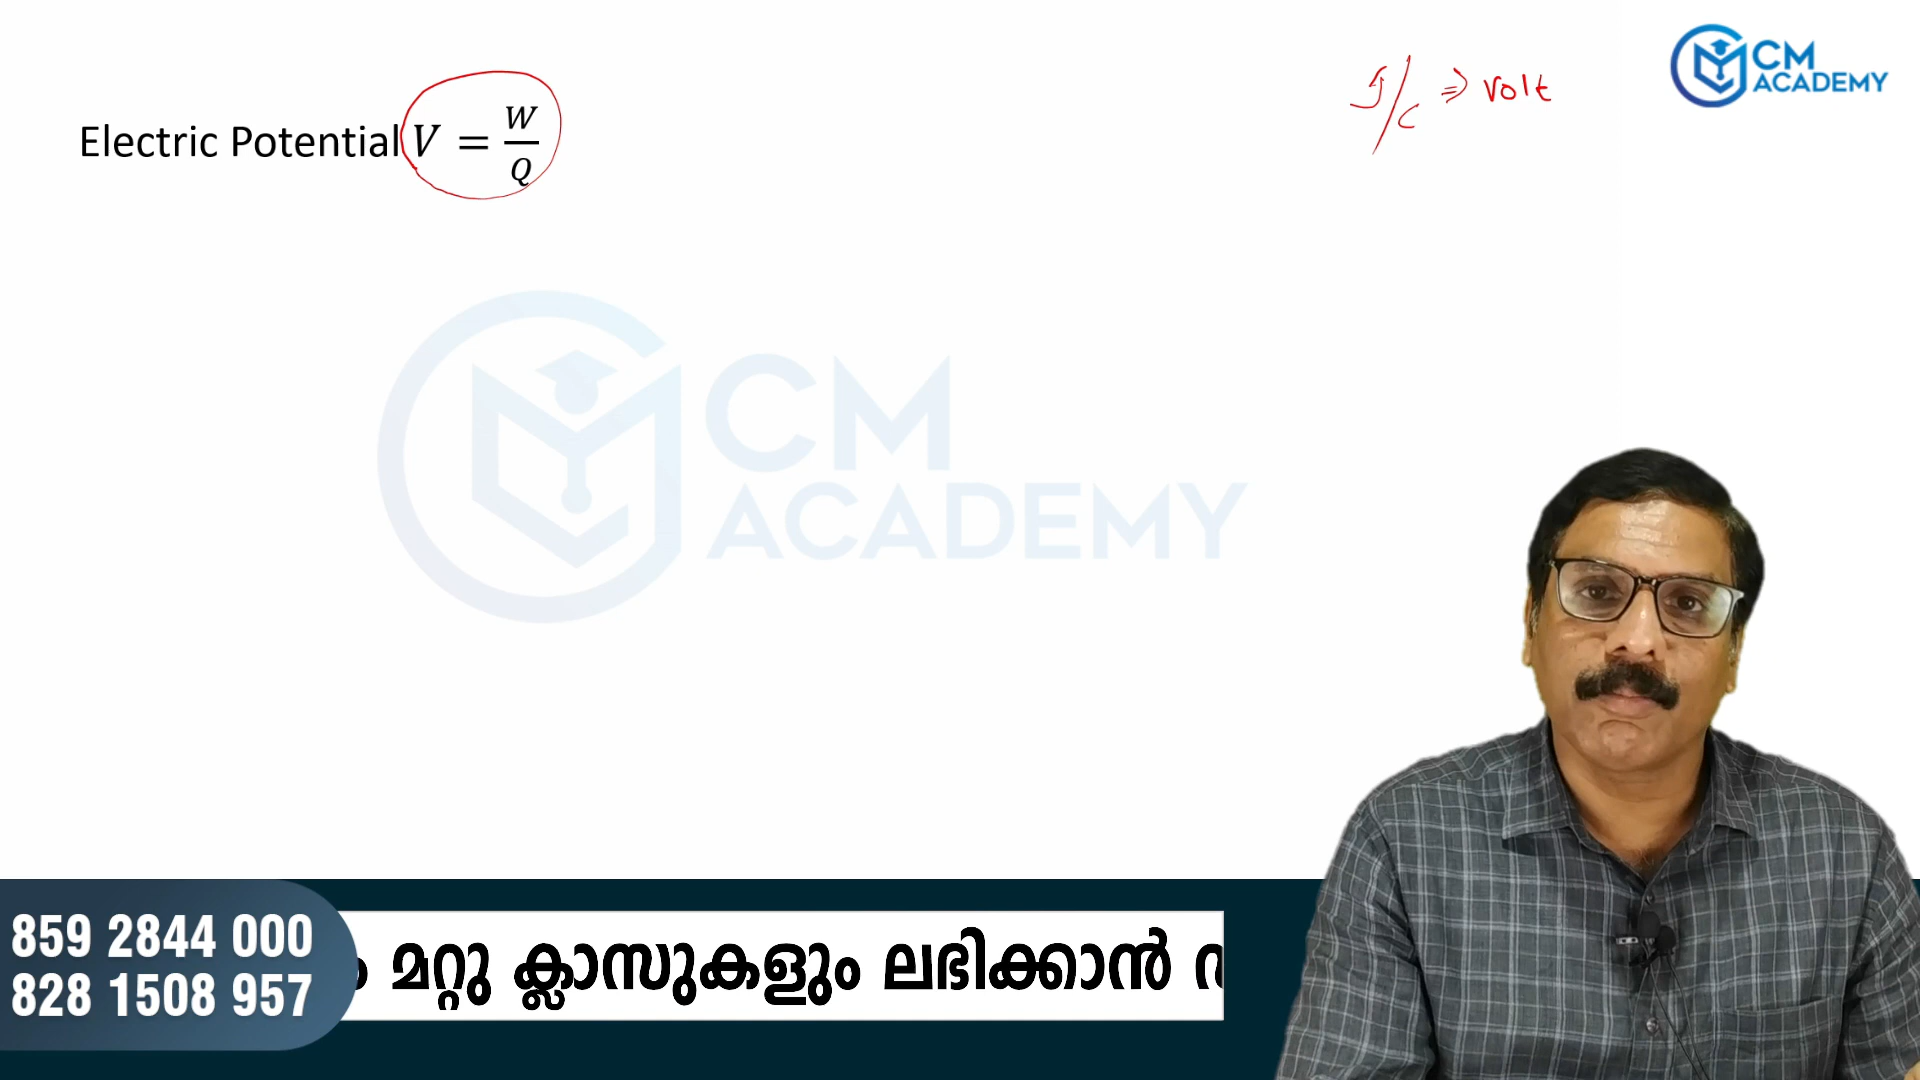 Electric Potential V = W/Q
J/C ⇒ volt
CM
ACADEMY
CM
ACADEMY
859 2844 000
828 1508 957
മറ്റു ക്ലാസുകളും ലഭിക്കാൻ